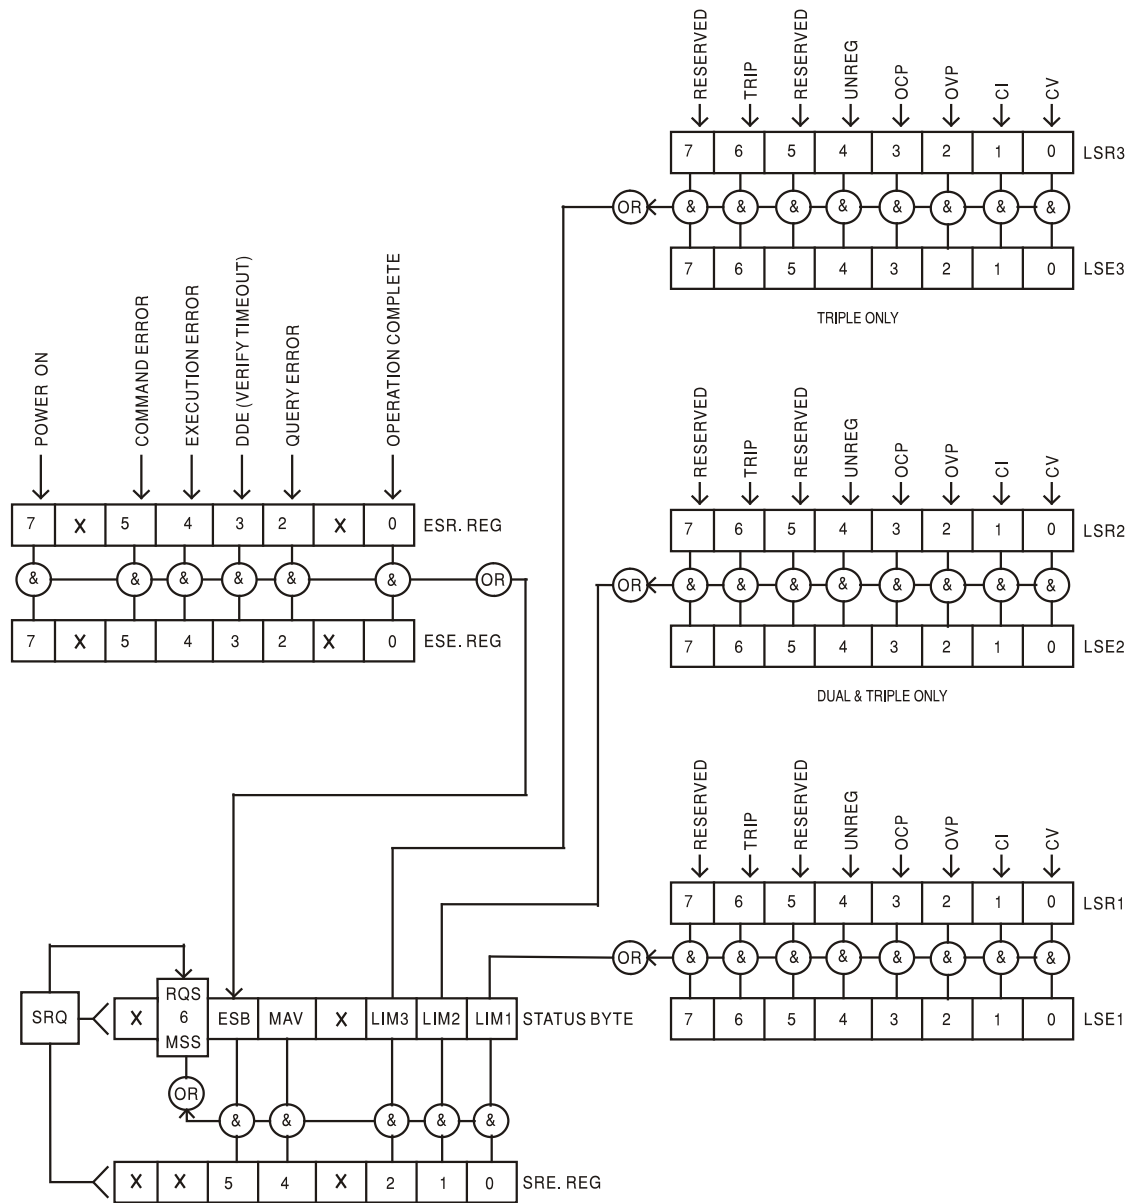 RESERVED TRIP RESERVED UNREG OCP OVP CI CV
7 6 5 4 3 2 1 0 LSR3
OR & & & & & & & &
7 6 5 4 3 2 1 0 LSE3
TRIPLE ONLY
POWER ON COMMAND ERROR EXECUTION ERROR DDE (VERIFY TIMEOUT) QUERY ERROR OPERATION COMPLETE
7 X 5 4 3 2 X 0 ESR. REG
& & & & & & OR
7 X 5 4 3 2 X 0 ESE. REG
RESERVED TRIP RESERVED UNREG OCP OVP CI CV
7 6 5 4 3 2 1 0 LSR2
OR & & & & & & & &
7 6 5 4 3 2 1 0 LSE2
DUAL & TRIPLE ONLY
RESERVED TRIP RESERVED UNREG OCP OVP CI CV
7 6 5 4 3 2 1 0 LSR1
OR & & & & & & & &
7 6 5 4 3 2 1 0 LSE1
SRQ X RQS 6 MSS ESB MAV X LIM3 LIM2 LIM1 STATUS BYTE
OR & & & & &
X X 5 4 X 2 1 0 SRE. REG